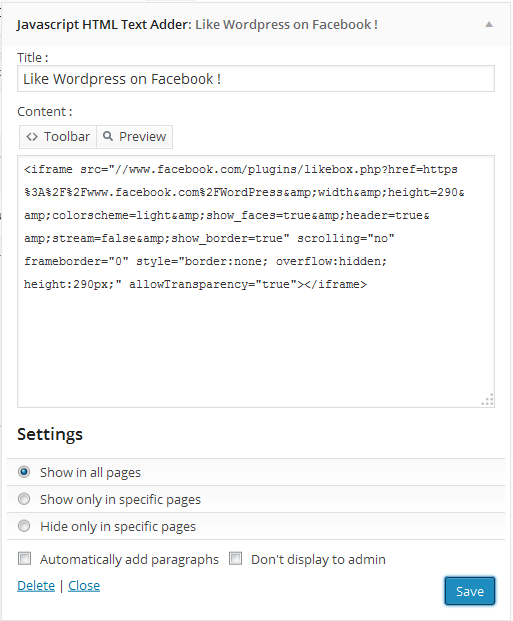 Javascript HTML Text Adder: Like Wordpress on Facebook !
Title :
Like Wordpress on Facebook !
Content :
Toolbar Preview
<iframe src="//www.facebook.com/plugins/likebox.php?href=https
%3A%2F%2Fwww.facebook.com%2FWordPress&amp;width&amp;height=290&
amp;colorscheme=light&amp;show_faces=true&amp;header=true&
amp;stream=false&amp;show_border=true" scrolling="no"
frameborder="0" style="border:none; overflow:hidden;
height:290px;" allowTransparency="true"></iframe>
Settings
Show in all pages
Show only in specific pages
Hide only in specific pages
Automatically add paragraphs Don't display to admin
Delete | Close
Save